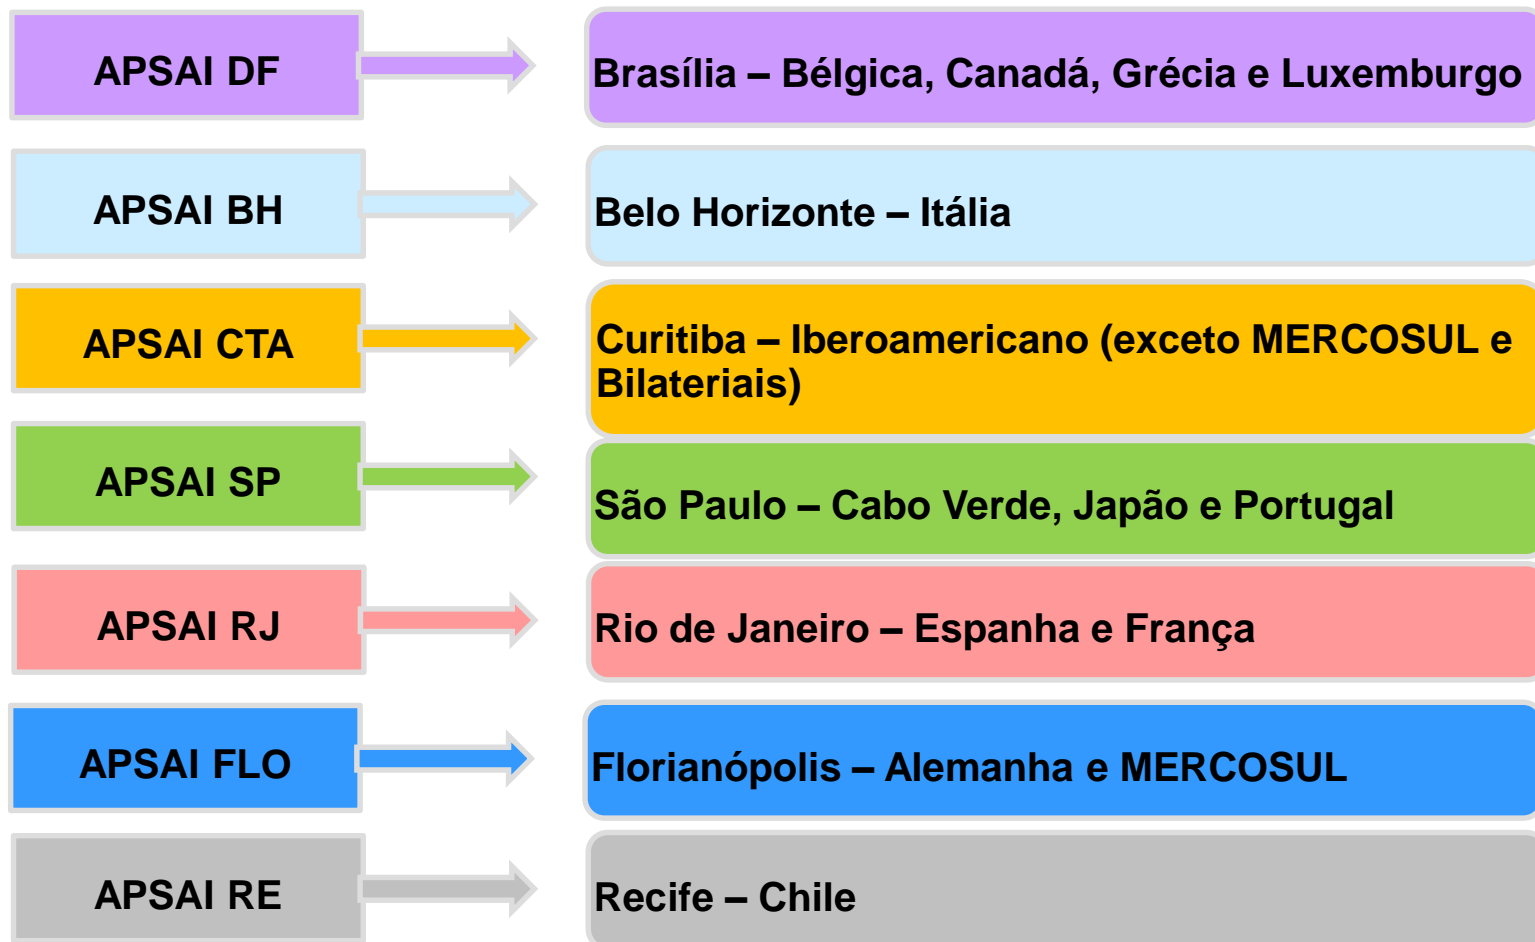 APSAI DF
Brasília – Bélgica, Canadá, Grécia e Luxemburgo
APSAI BH
Belo Horizonte – Itália
APSAI CTA
Curitiba – Iberoamericano (exceto MERCOSUL e
Bilateriais)
APSAI SP
São Paulo – Cabo Verde, Japão e Portugal
APSAI RJ
Rio de Janeiro – Espanha e França
APSAI FLO
Florianópolis – Alemanha e MERCOSUL
APSAI RE
Recife – Chile